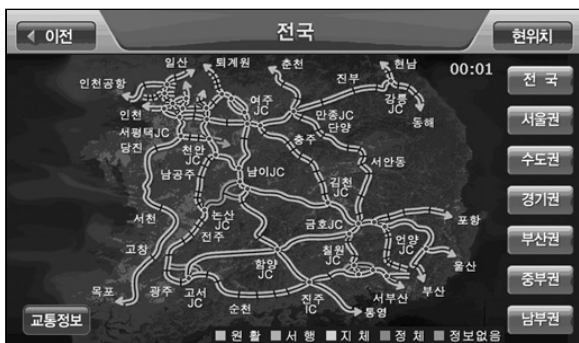 이전
전국
현위치
00:01
일산
퇴계원
춘천
현남
인천공항
진부
전 국
인천
여주
JC
만종JC
단양
강릉
JC
동해
서울권
서평택JC
당진
천안
JC
충주
남이JC
서안동
수도권
남공주
김천
JC
경기권
서천
논산
JC
전주
금호JC
포항
고창
함양
JC
칠원
JC
언양
JC
울산
부산권
목포
광주
고서
JC
순천
진주
IC
통영
서부산
부산
중부권
교통정보
원 활
서 행
지 체
정 체
정보없음
남부권